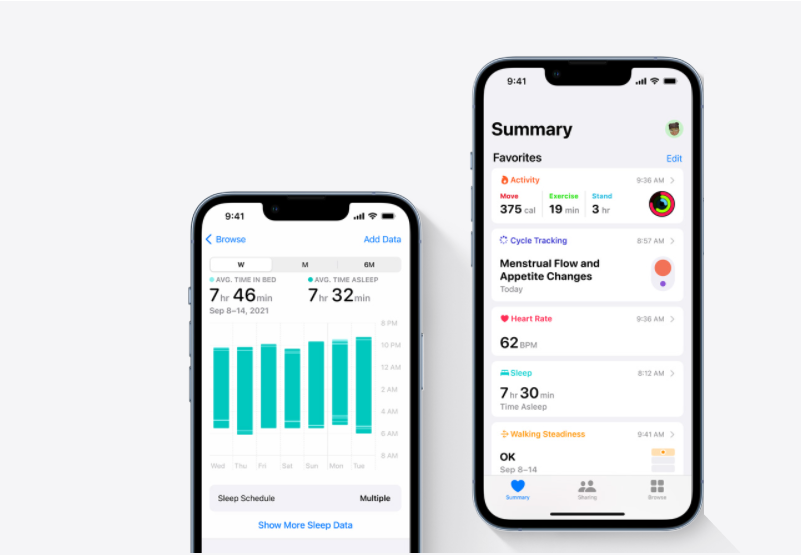 9:41
Browse
Add Data
W
M
6M
AVG. TIME IN BED
AVG. TIME ASLEEP
7 hr 46 min
7 hr 32 min
Sep 8–14, 2021
8 PM
10 PM
12 AM
2 AM
4 AM
6 AM
8 AM
Wed
Thu
Fri
Sat
Sun
Mon
Tue
Sleep Schedule
Multiple
Show More Sleep Data
9:41
Summary
Favorites
Edit
Activity
9:36 AM
Move
Exercise
Stand
375 cal
19 min
3 hr
Cycle Tracking
8:57 AM
Menstrual Flow and
Appetite Changes
Today
Heart Rate
9:36 AM
62 BPM
Sleep
8:12 AM
7 hr 30 min
Time Asleep
Walking Steadiness
9:41 AM
OK
Sep 8–14
Summary
Sharing
Browse